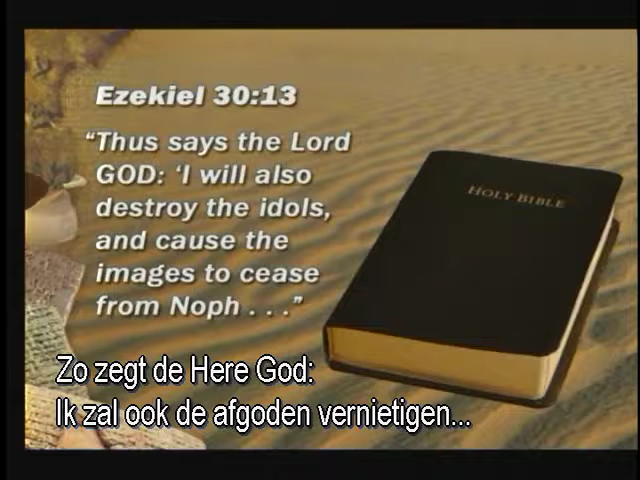 Ezekiel 30:13
“Thus says the Lord
GOD: ‘I will also
destroy the idols,
and cause the
images to cease
from Noph . . .”
HOLY BIBLE
Zo zegt de Here God:
Ik zal ook de afgoden vernietigen...